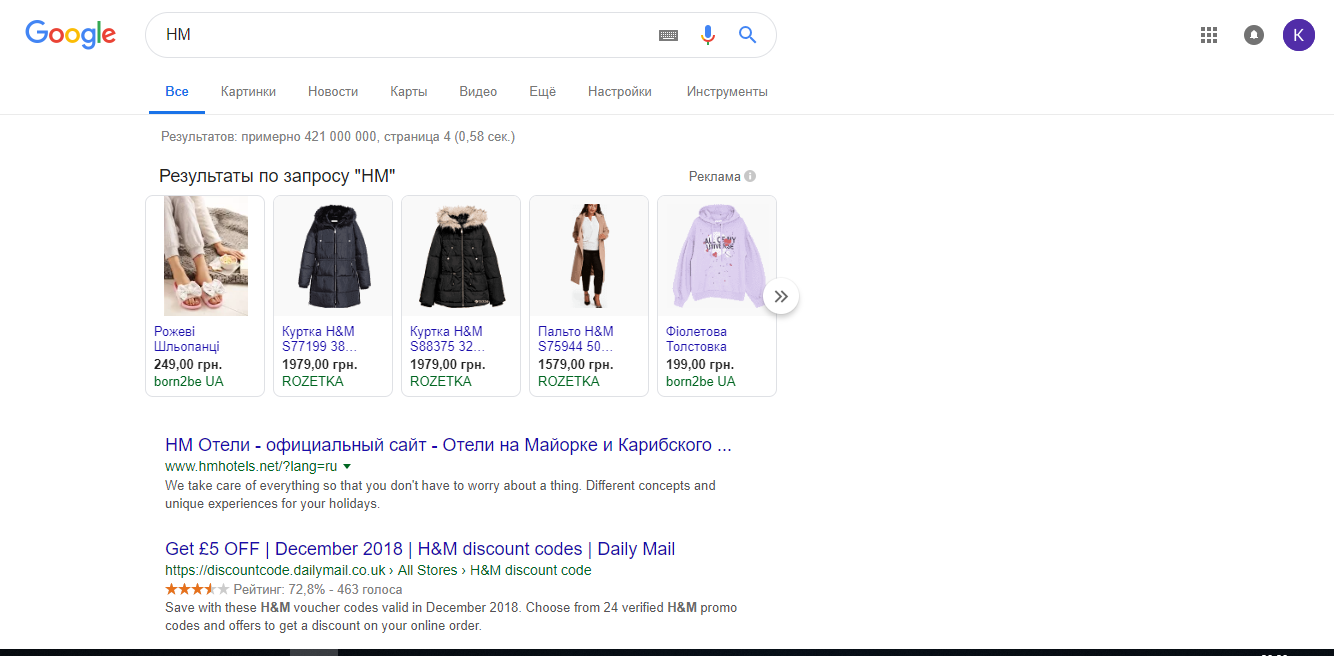 Google
HM
K
Все Картинки Новости Карты Видео Ещё Настройки Инструменты
Результатов: примерно 421 000 000, страница 4 (0,58 сек.)
Результаты по запросу "HM"
Реклама
ALL OF MY
UNIVERSE
Рожеві
Шльопанці
249,00 грн.
born2be UA
Куртка H&M
S77199 38...
1979,00 грн.
ROZETKA
Куртка H&M
S88375 32...
1979,00 грн.
ROZETKA
Пальто H&M
S75944 50...
1579,00 грн.
ROZETKA
Фіолетова
Толстовка
199,00 грн.
born2be UA
HM Отели - официальный сайт - Отели на Майорке и Карибского ...
www.hmhotels.net/?lang=ru
We take care of everything so that you don't have to worry about a thing. Different concepts and
unique experiences for your holidays.
Get £5 OFF | December 2018 | H&M discount codes | Daily Mail
https://discountcode.dailymail.co.uk › All Stores › H&M discount code
Рейтинг: 72,8% - 463 голоса
Save with these H&M voucher codes valid in December 2018. Choose from 24 verified H&M promo
codes and offers to get a discount on your online order.